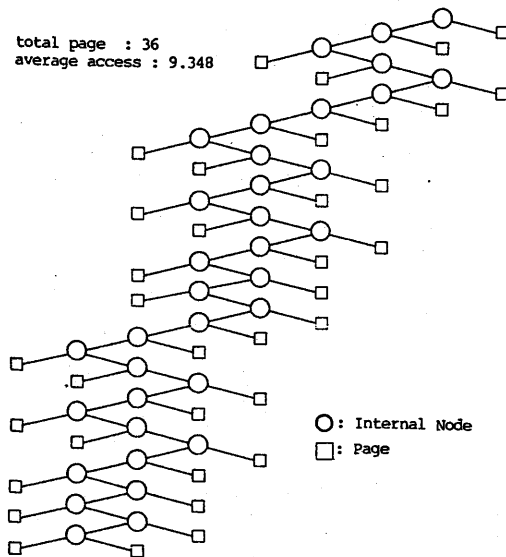 total page : 36
average access : 9.348
: Internal Node
: Page